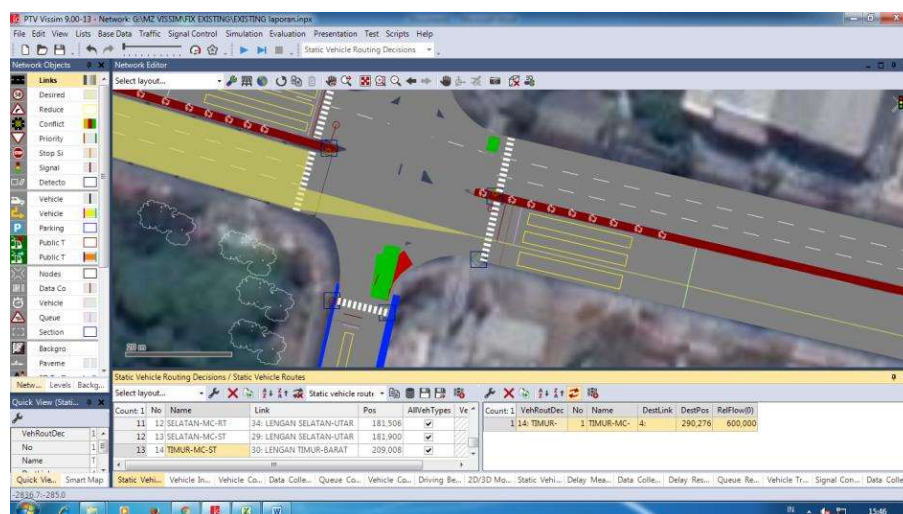 PTV Vissim 9.00-13 - Network: G:\MZ VISSIM\FIX EXISTING\EXISTING laporan.inpx
File Edit View Lists Base Data Traffic Signal Control Simulation Evaluation Presentation Test Scripts Help
Static Vehicle Routing Decisions
Network Objects Network Editor
Select layout...
Links
Desired
Reduce
Conflict
Priority
Stop Si
Signal
Detecto
Vehicle
Vehicle
Parking
Public T
Public T
Nodes
Data Co
Vehicle
Queue
Section
Backgro
Paveme
20 m
Netw... Levels Backg...
Static Vehicle Routing Decisions / Static Vehicle Routes
Quick View (Stati...
Select layout... Static vehicle route
Count: 1 No Name Link Pos AllVehTypes Ve
Count: 1 VehRoutDec No Name DestLink DestPos RelFlow(0)
11 12 SELATAN-MC-RT 34: LENGAN SELATAN-UTAR 181,506
1 14: TIMUR- 1 TIMUR-MC- 4: 290,276 600,000
12 13 SELATAN-MC-ST 29: LENGAN SELATAN-UTAR 181,900
13 14 TIMUR-MC-ST 30: LENGAN TIMUR-BARAT 209,008
VehRoutDec 1
No 1
Name T
Quick Vie... Smart Map
Static Vehi... Vehicle In... Vehicle Co... Data Colle... Queue Co... Vehicle Co... Driving Be... 2D/3D Mo... Static Vehi... Delay Mea... Data Colle... Delay Res... Queue Re... Vehicle Tr... Signal Con... Data Colle
-2836.7:-285.0
IN 15:46